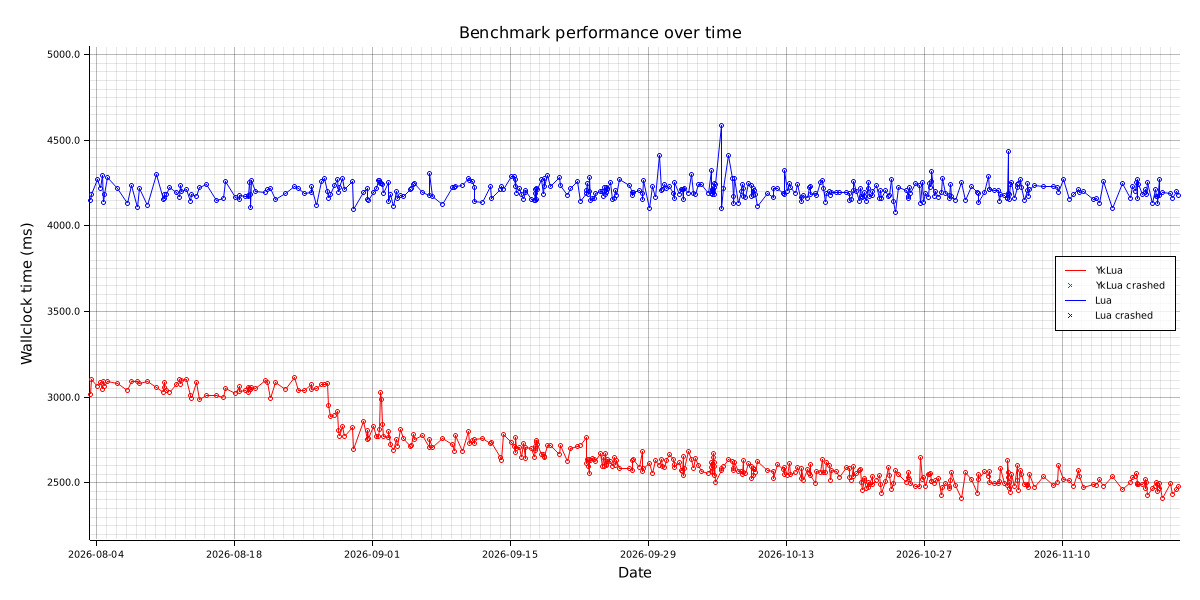 Benchmark performance over time
5000.0
4500.0
4000.0
3500.0
3000.0
2500.0
Wallclock time (ms)
YkLua
YkLua crashed
Lua
Lua crashed
2026-08-04
2026-08-18
2026-09-01
2026-09-15
2026-09-29
2026-10-13
2026-10-27
2026-11-10
Date